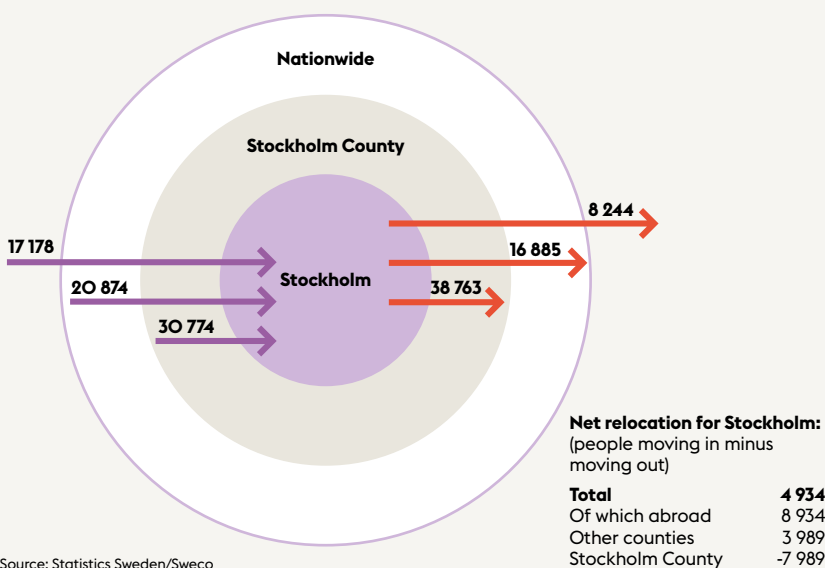 Nationwide
Stockholm County
8 244
17 178
16 885
Stockholm
20 874
38 763
30 774
Net relocation for Stockholm:
(people moving in minus
moving out)
Total 4 934
Of which abroad 8 934
Other counties 3 989
Stockholm County -7 989
Source: Statistics Sweden/Sweco